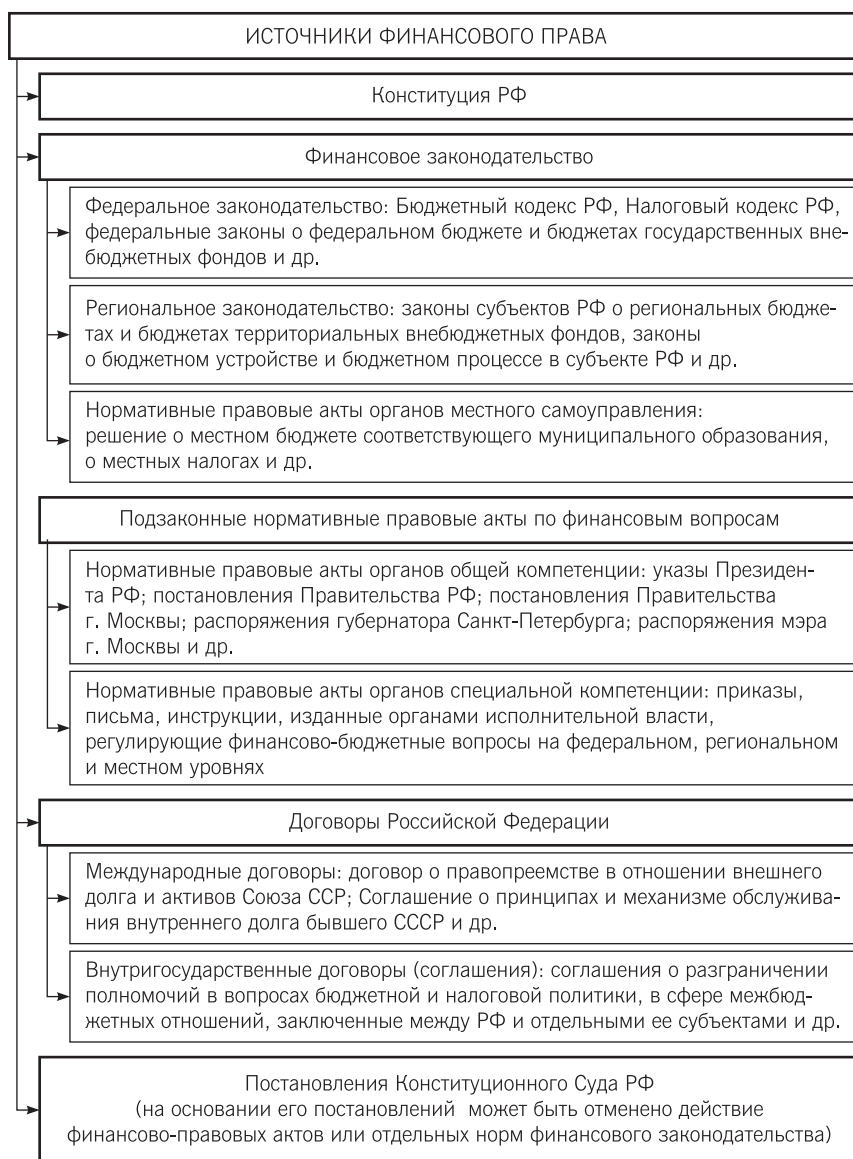 ИСТОЧНИКИ ФИНАНСОВОГО ПРАВА
Конституция РФ
Финансовое законодательство
Федеральное законодательство: Бюджетный кодекс РФ, Налоговый кодекс РФ,
федеральные законы о федеральном бюджете и бюджетах государственных вне-
бюджетных фондов и др.
Региональное законодательство: законы субъектов РФ о региональных бюдже-
тах и бюджетах территориальных внебюджетных фондов, законы
о бюджетном устройстве и бюджетном процессе в субъекте РФ и др.
Нормативные правовые акты органов местного самоуправления:
решение о местном бюджете соответствующего муниципального образования,
о местных налогах и др.
Подзаконные нормативные правовые акты по финансовым вопросам
Нормативные правовые акты органов общей компетенции: указы Президен-
та РФ; постановления Правительства РФ; постановления Правительства
г. Москвы; распоряжения губернатора Санкт-Петербурга; распоряжения мэра
г. Москвы и др.
Нормативные правовые акты органов специальной компетенции: приказы,
письма, инструкции, изданные органами исполнительной власти,
регулирующие финансово-бюджетные вопросы на федеральном, региональном
и местном уровнях
Договоры Российской Федерации
Международные договоры: договор о правопреемстве в отношении внешнего
долга и активов Союза ССР; Соглашение о принципах и механизме обслужива-
ния внутреннего долга бывшего СССР и др.
Внутригосударственные договоры (соглашения): соглашения о разграничении
полномочий в вопросах бюджетной и налоговой политики, в сфере межбюд-
жетных отношений, заключенные между РФ и отдельными ее субъектами и др.
Постановления Конституционного Суда РФ
(на основании его постановлений может быть отменено действие
финансово-правовых актов или отдельных норм финансового законодательства)